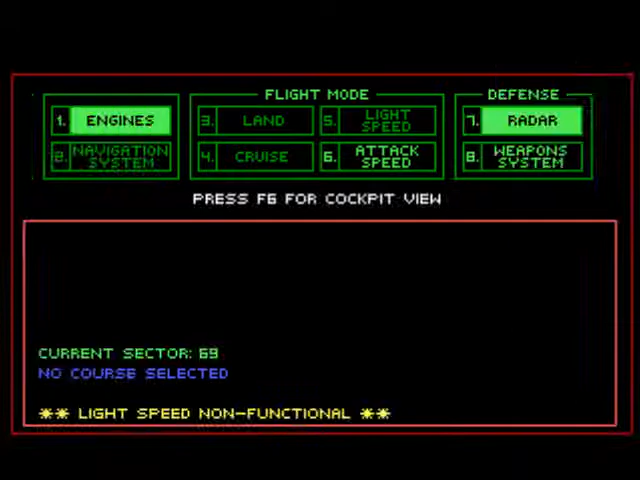 FLIGHT MODE DEFENSE
1. ENGINES 3. LAND 5. LIGHT SPEED 7. RADAR
2. NAVIGATION SYSTEM 4. CRUISE 6. ATTACK SPEED 8. WEAPONS SYSTEM
PRESS F6 FOR COCKPIT VIEW
CURRENT SECTOR: 69
NO COURSE SELECTED
** LIGHT SPEED NON-FUNCTIONAL **